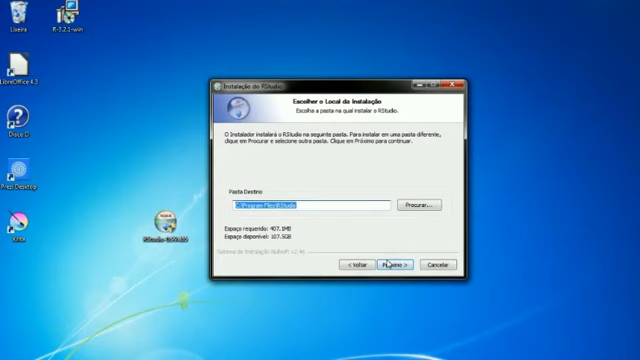 Lixeira
R-3.2.1-win
LibreOffice 4.3
Disco D
Prezi Desktop
Krita
Instalação do RStudio
Escolher o Local da Instalação
Escolha a pasta na qual instalar o RStudio.
O Instalador instalará o RStudio na seguinte pasta. Para instalar em uma pasta diferente,
clique em Procurar e selecione outra pasta. Clique em Próximo para continuar.
Pasta Destino
C:\Program Files\RStudio
Procurar...
Espaço requerido: 407.1MB
Espaço disponível: 107.5GB
Sistema de Instalação Nullsoft v2.46
< Voltar
Próximo >
Cancelar